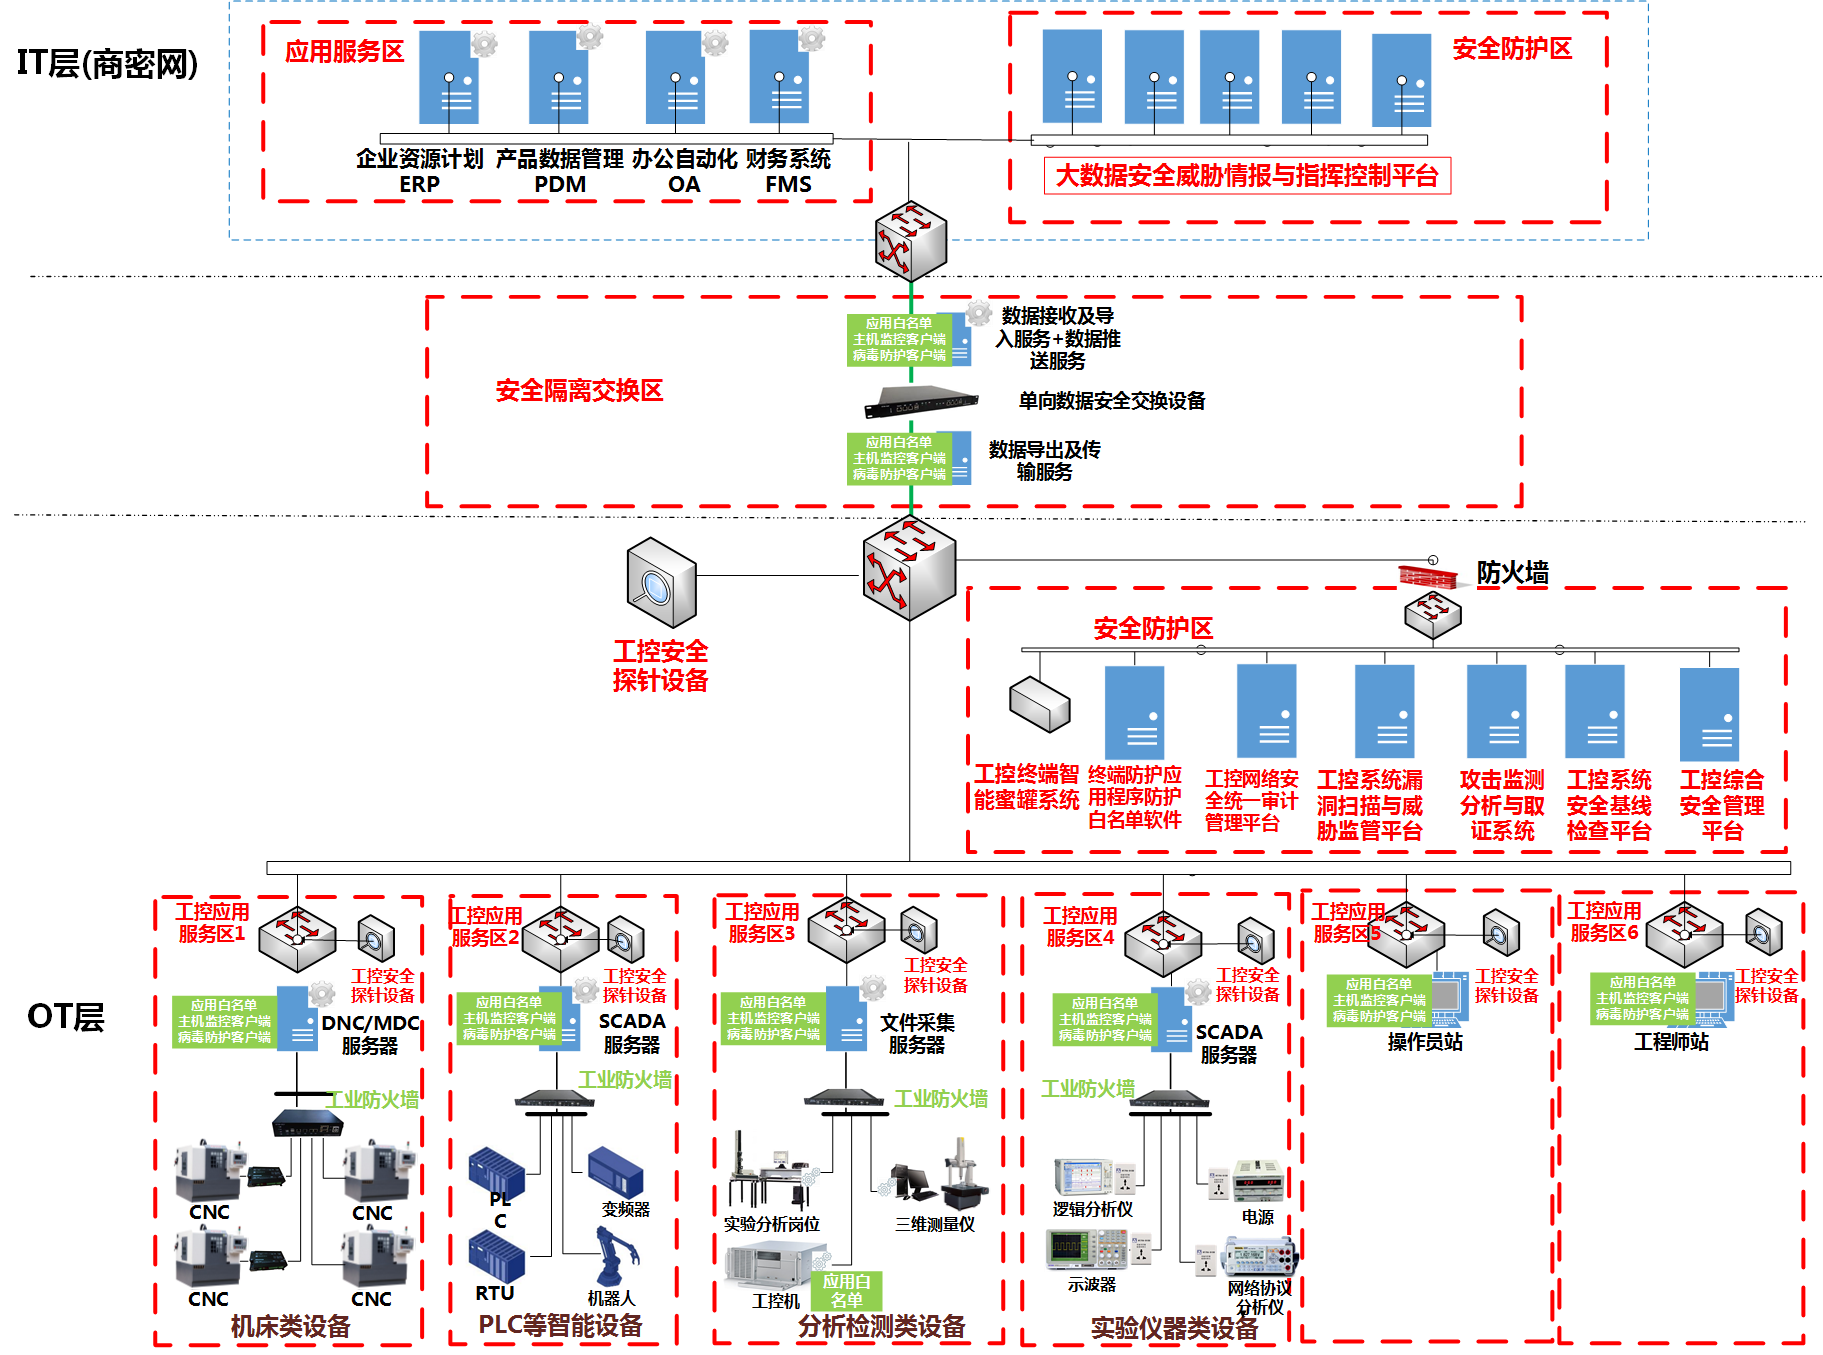 IT层(商密网)
应用服务区
安全防护区
企业资源计划
ERP
产品数据管理
PDM
办公自动化
OA
财务系统
FMS
大数据安全威胁情报与指挥控制平台
应用白名单
主机监控客户端
病毒防护客户端
数据接收及导
入服务+数据推
送服务
安全隔离交换区
单向数据安全交换设备
应用白名单
主机监控客户端
病毒防护客户端
数据导出及传
输服务
防火墙
工控安全
探针设备
安全防护区
工控终端智
能蜜罐系统
终端防护应
用程序防护
白名单软件
工控网络安
全统一审计
管理平台
工控系统漏
洞扫描与威
胁监管平台
攻击监测
分析与取
证系统
工控系统
安全基线
检查平台
工控综合
安全管理
平台
OT层
工控应用
服务区1
工控安全
探针设备
应用白名单
主机监控客户端
病毒防护客户端
DNC/MDC
服务器
工业防火墙
CNC
CNC
CNC
CNC
机床类设备
工控应用
服务区2
工控安全
探针设备
应用白名单
主机监控客户端
病毒防护客户端
SCADA
服务器
工业防火墙
PL
C
变频器
RTU
机器人
PLC等智能设备
工控应用
服务区3
工控安全
探针设备
应用白名单
主机监控客户端
病毒防护客户端
文件采集
服务器
工业防火墙
实验分析岗位
三维测量仪
工控机
应用白
名单
分析检测类设备
工控应用
服务区4
工控安全
探针设备
应用白名单
主机监控客户端
病毒防护客户端
SCADA
服务器
工业防火墙
逻辑分析仪
电源
示波器
网络协议
分析仪
实验仪器类设备
工控应用
服务区5
工控安全
探针设备
应用白名单
主机监控客户端
病毒防护客户端
操作员站
工控应用
服务区6
工控安全
探针设备
应用白名单
主机监控客户端
病毒防护客户端
工程师站